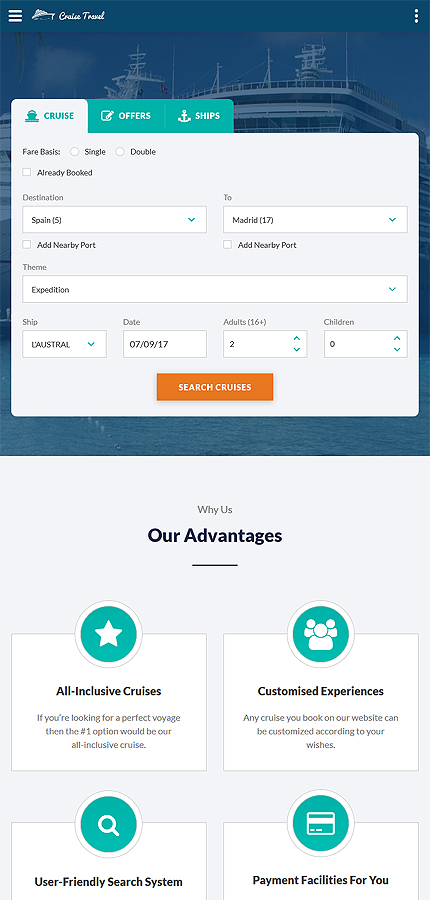 Cruise Travel
CRUISE OFFERS SHIPS
Fare Basis: Single Double
Already Booked
Destination To
Spain (5) Madrid (17)
Add Nearby Port Add Nearby Port
Theme
Expedition
Ship Date Adults (16+) Children
L'AUSTRAL 07/09/17 2 0
SEARCH CRUISES
Why Us
Our Advantages
All-Inclusive Cruises
If you're looking for a perfect voyage
then the #1 option would be our
all-inclusive cruise.
Customised Experiences
Any cruise you book on our website can
be customized according to your
wishes.
User-Friendly Search System
Payment Facilities For You